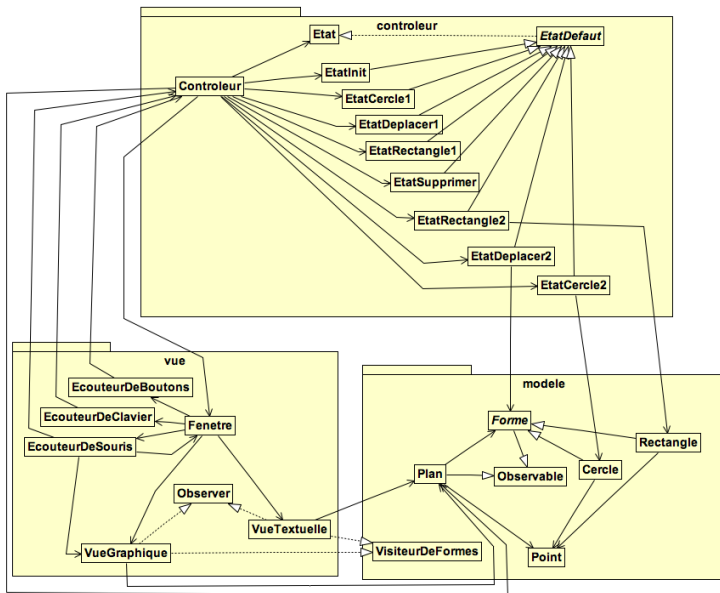 controleur
Etat
EtatDefaut
EtatInit
Controleur
EtatCercle1
EtatDeplacer1
EtatRectangle1
EtatSupprimer
EtatRectangle2
EtatDeplacer2
EtatCercle2
vue
EcouteurDeBoutons
EcouteurDeClavier
Fenetre
EcouteurDeSouris
Observer
VueTextuelle
VueGraphique
modele
Forme
Rectangle
Plan
Observable
Cercle
VisiteurDeFormes
Point